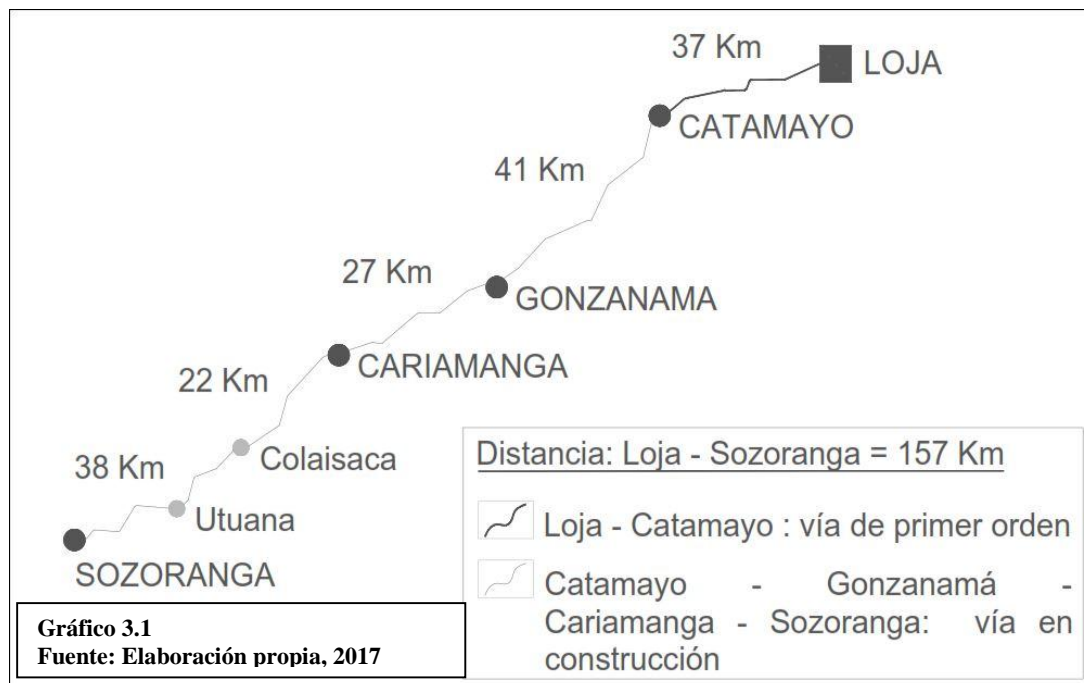 37 Km
LOJA
CATAMAYO
41 Km
27 Km
GONZANAMA
CARIAMANGA
22 Km
Colaisaca
38 Km
Utuana
SOZORANGA
Distancia: Loja - Sozoranga = 157 Km
Loja - Catamayo : vía de primer orden
Catamayo - Gonzanamá -
Cariamanga - Sozoranga: vía en
construcción
Gráfico 3.1
Fuente: Elaboración propia, 2017